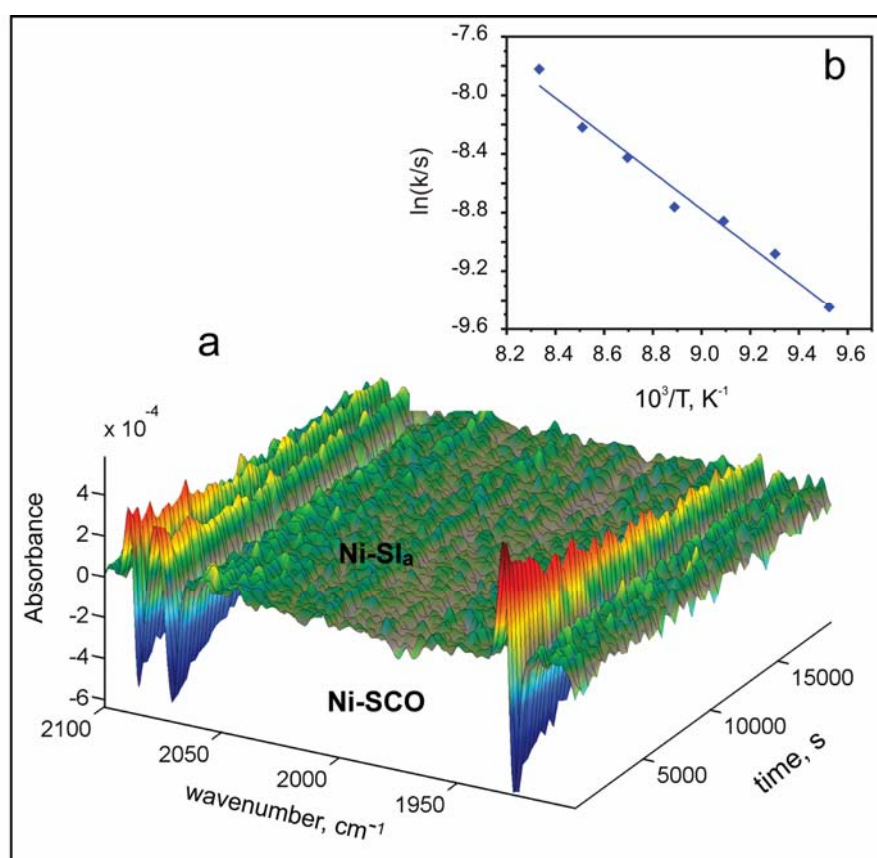 b
-7.6
-8.0
-8.4
-8.8
-9.2
-9.6
ln(k/s)
8.2 8.4 8.6 8.8 9.0 9.2 9.4 9.6
10³/T, K⁻¹
a
x 10⁻⁴
4
2
0
-2
-4
-6
Absorbance
Ni-SIₐ
Ni-SCO
2100
2050
2000
1950
wavenumber, cm⁻¹
5000
10000
15000
time, s